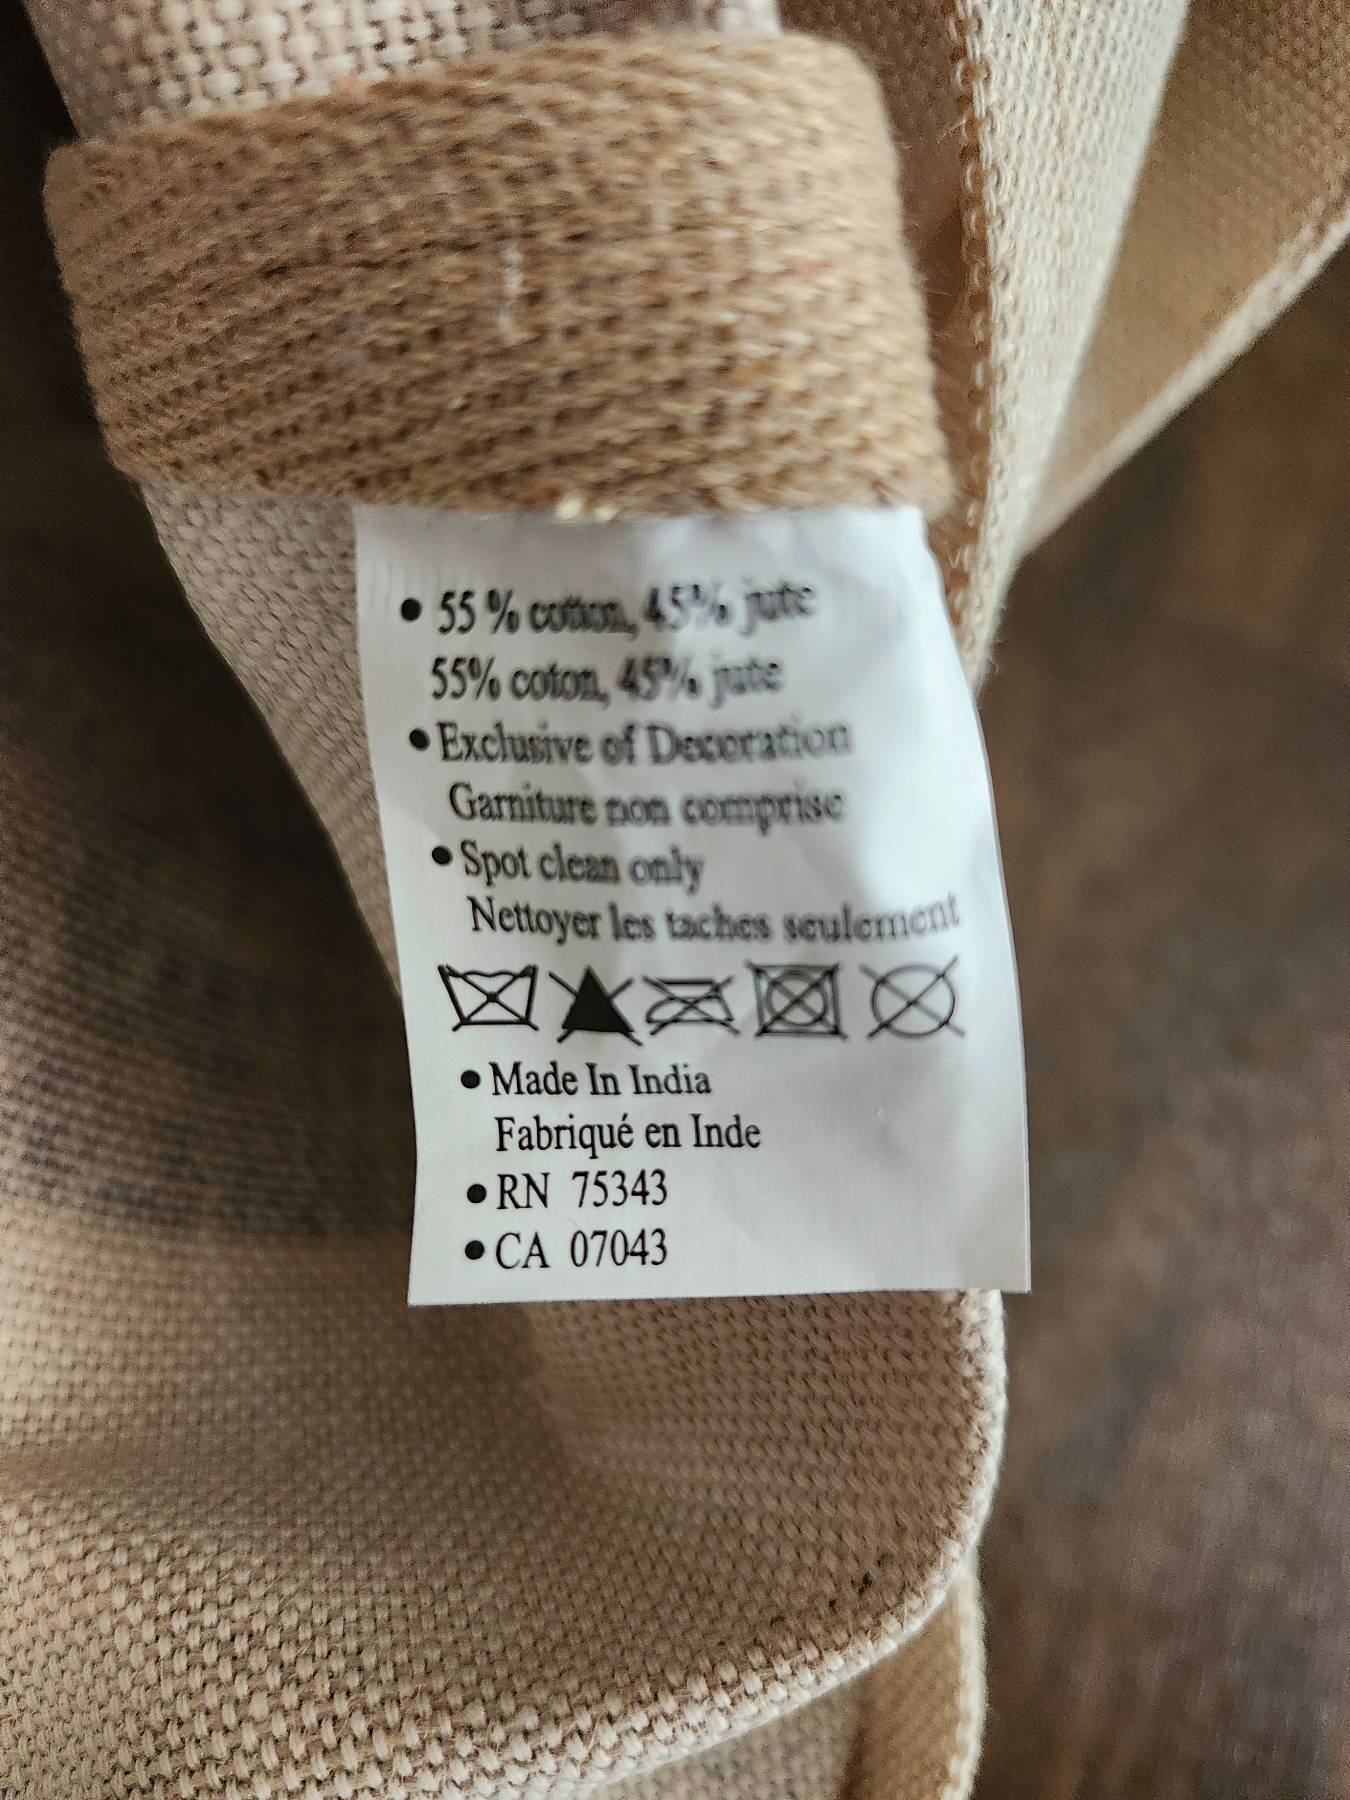 • 55 % cotton, 45% jute
55% coton, 45% jute
• Exclusive of Decoration
Garniture non comprise
• Spot clean only
Nettoyer les taches seulement
• Made In India
Fabriqué en Inde
• RN 75343
• CA 07043